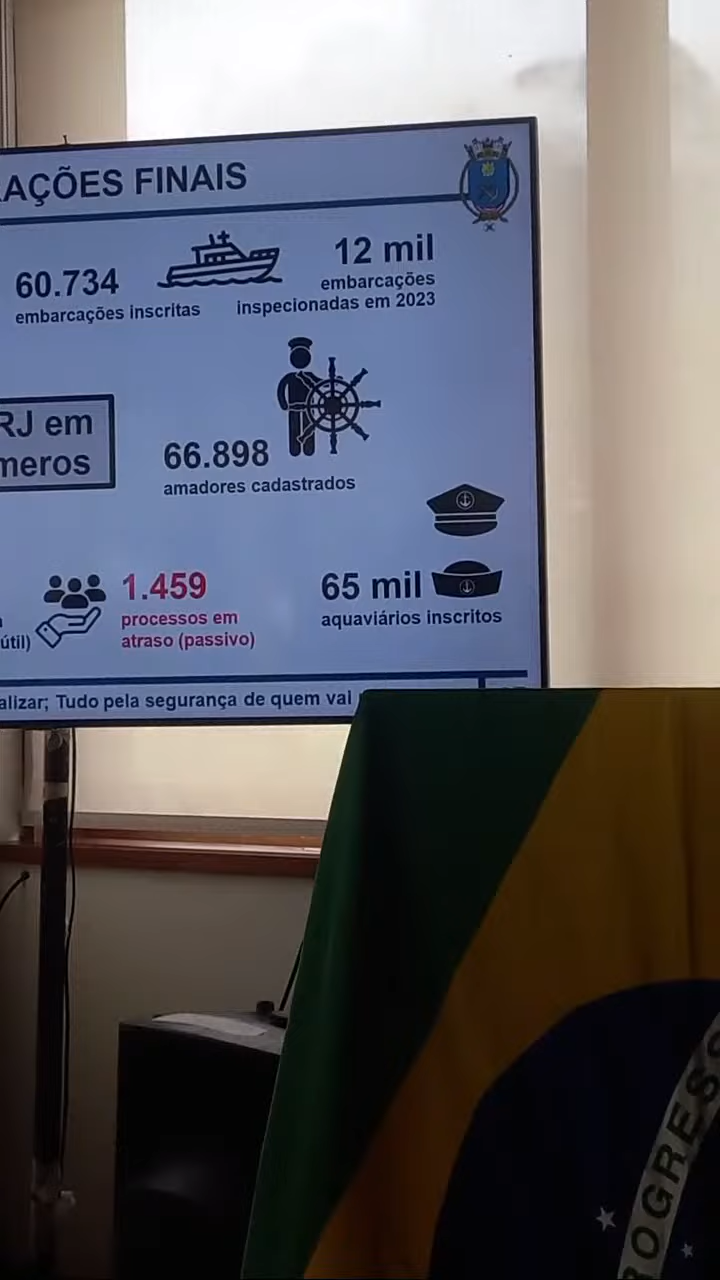 AÇÕES FINAIS
60.734
embarcações inscritas
12 mil
embarcações
inspecionadas em 2023
RJ em
meros
66.898
amadores cadastrados
útil)
1.459
processos em
atraso (passivo)
65 mil
aquaviários inscritos
alizar; Tudo pela segurança de quem vai
ROGRESSO